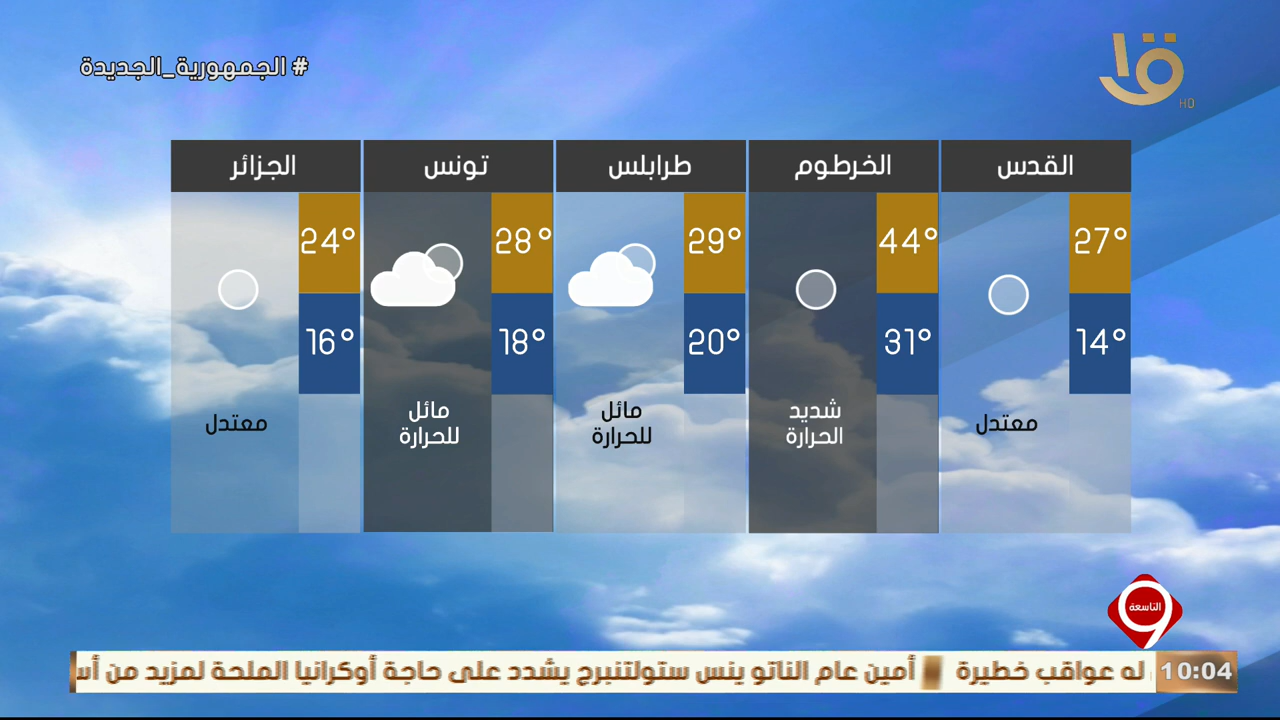 #الجمهورية_الجديدة
HD
القدس
27°
14°
معتدل
الخرطوم
44°
31°
شديد
الحرارة
طرابلس
29°
20°
مائل
للحرارة
تونس
28°
18°
مائل
للحرارة
الجزائر
24°
16°
معتدل
التاسعة
9
10:04
له عواقب خطيرة
أمين عام الناتو ينس ستولتنبرج يشدد على حاجة أوكرانيا الملحة لمزيد من أس